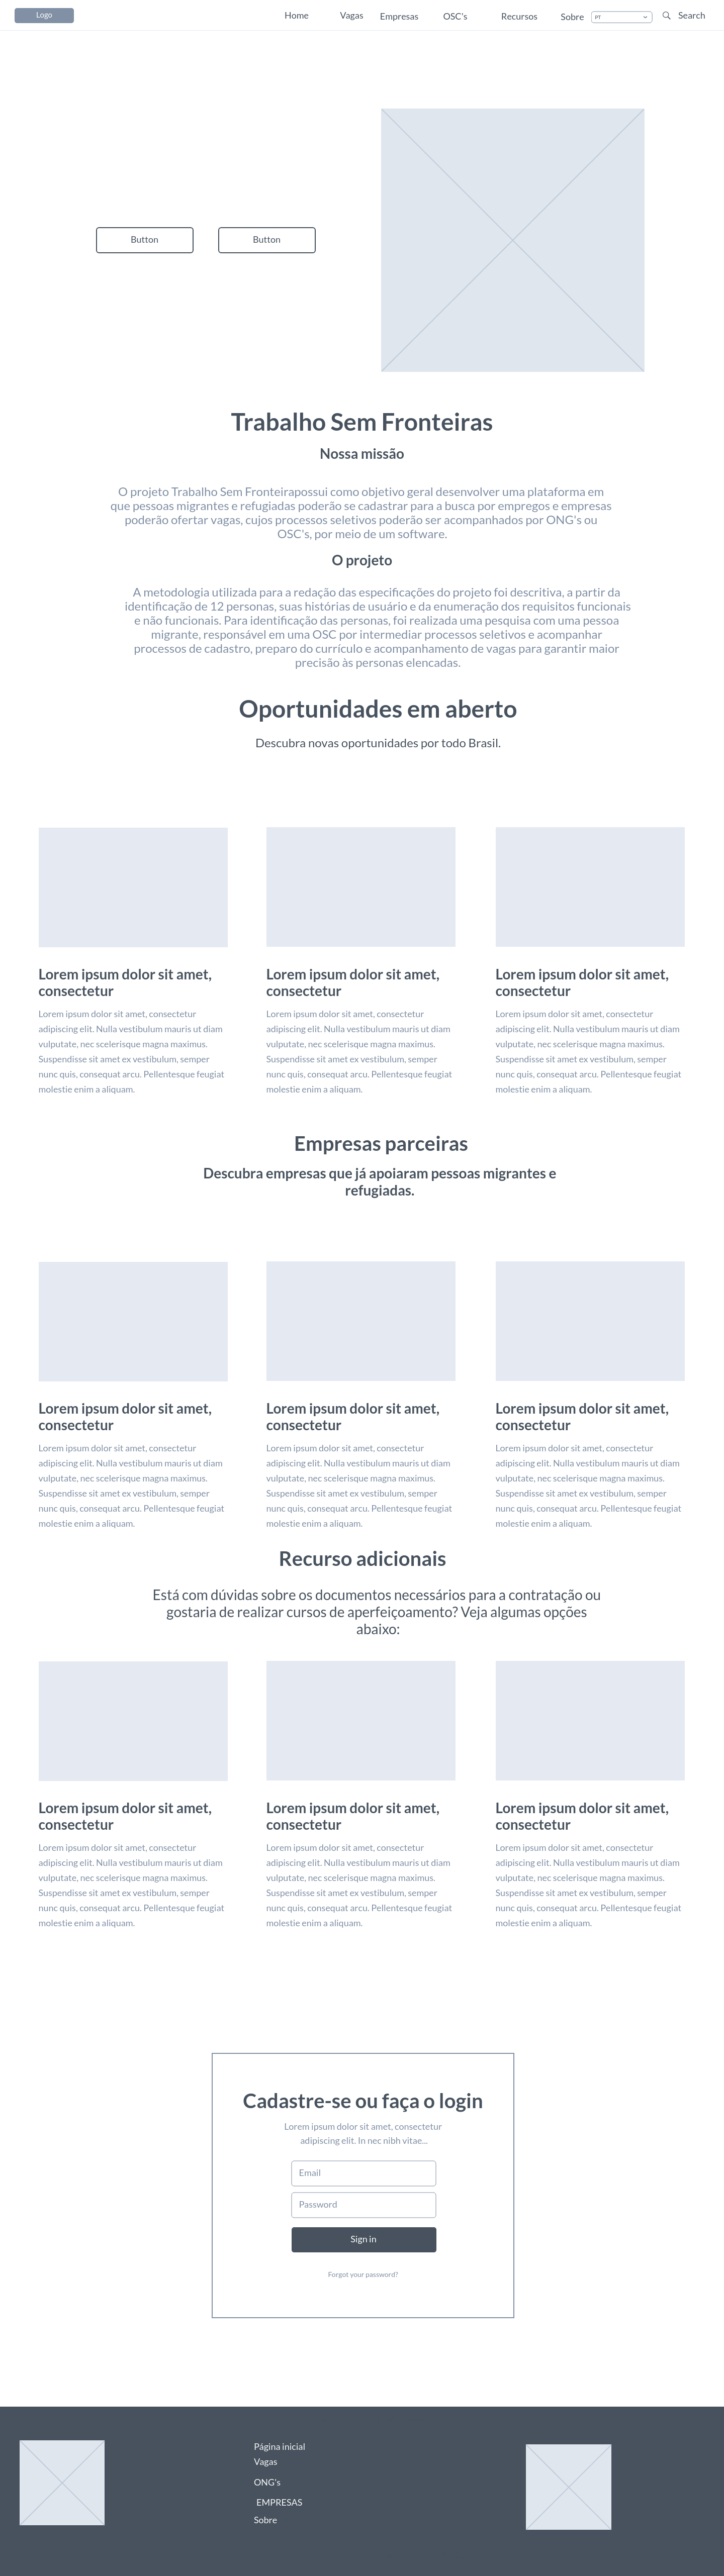 Logo
Home Vagas Empresas OSC's Recursos Sobre PT Search
Button Button
Trabalho Sem Fronteiras
Nossa missão
O projeto Trabalho Sem Fronteirapossui como objetivo geral desenvolver uma plataforma em
que pessoas migrantes e refugiadas poderão se cadastrar para a busca por empregos e empresas
poderão ofertar vagas, cujos processos seletivos poderão ser acompanhados por ONG's ou
OSC's, por meio de um software.
O projeto
A metodologia utilizada para a redação das especificações do projeto foi descritiva, a partir da
identificação de 12 personas, suas histórias de usuário e da enumeração dos requisitos funcionais
e não funcionais. Para identificação das personas, foi realizada uma pesquisa com uma pessoa
migrante, responsável em uma OSC por intermediar processos seletivos e acompanhar
processos de cadastro, preparo do currículo e acompanhamento de vagas para garantir maior
precisão às personas elencadas.
Oportunidades em aberto
Descubra novas oportunidades por todo Brasil.
Lorem ipsum dolor sit amet,
consectetur
Lorem ipsum dolor sit amet, consectetur
adipiscing elit. Nulla vestibulum mauris ut diam
vulputate, nec scelerisque magna maximus.
Suspendisse sit amet ex vestibulum, semper
nunc quis, consequat arcu. Pellentesque feugiat
molestie enim a aliquam.
Lorem ipsum dolor sit amet,
consectetur
Lorem ipsum dolor sit amet, consectetur
adipiscing elit. Nulla vestibulum mauris ut diam
vulputate, nec scelerisque magna maximus.
Suspendisse sit amet ex vestibulum, semper
nunc quis, consequat arcu. Pellentesque feugiat
molestie enim a aliquam.
Lorem ipsum dolor sit amet,
consectetur
Lorem ipsum dolor sit amet, consectetur
adipiscing elit. Nulla vestibulum mauris ut diam
vulputate, nec scelerisque magna maximus.
Suspendisse sit amet ex vestibulum, semper
nunc quis, consequat arcu. Pellentesque feugiat
molestie enim a aliquam.
Empresas parceiras
Descubra empresas que já apoiaram pessoas migrantes e
refugiadas.
Lorem ipsum dolor sit amet,
consectetur
Lorem ipsum dolor sit amet, consectetur
adipiscing elit. Nulla vestibulum mauris ut diam
vulputate, nec scelerisque magna maximus.
Suspendisse sit amet ex vestibulum, semper
nunc quis, consequat arcu. Pellentesque feugiat
molestie enim a aliquam.
Lorem ipsum dolor sit amet,
consectetur
Lorem ipsum dolor sit amet, consectetur
adipiscing elit. Nulla vestibulum mauris ut diam
vulputate, nec scelerisque magna maximus.
Suspendisse sit amet ex vestibulum, semper
nunc quis, consequat arcu. Pellentesque feugiat
molestie enim a aliquam.
Lorem ipsum dolor sit amet,
consectetur
Lorem ipsum dolor sit amet, consectetur
adipiscing elit. Nulla vestibulum mauris ut diam
vulputate, nec scelerisque magna maximus.
Suspendisse sit amet ex vestibulum, semper
nunc quis, consequat arcu. Pellentesque feugiat
molestie enim a aliquam.
Recurso adicionais
Está com dúvidas sobre os documentos necessários para a contratação ou
gostaria de realizar cursos de aperfeiçoamento? Veja algumas opções
abaixo:
Lorem ipsum dolor sit amet,
consectetur
Lorem ipsum dolor sit amet, consectetur
adipiscing elit. Nulla vestibulum mauris ut diam
vulputate, nec scelerisque magna maximus.
Suspendisse sit amet ex vestibulum, semper
nunc quis, consequat arcu. Pellentesque feugiat
molestie enim a aliquam.
Lorem ipsum dolor sit amet,
consectetur
Lorem ipsum dolor sit amet, consectetur
adipiscing elit. Nulla vestibulum mauris ut diam
vulputate, nec scelerisque magna maximus.
Suspendisse sit amet ex vestibulum, semper
nunc quis, consequat arcu. Pellentesque feugiat
molestie enim a aliquam.
Lorem ipsum dolor sit amet,
consectetur
Lorem ipsum dolor sit amet, consectetur
adipiscing elit. Nulla vestibulum mauris ut diam
vulputate, nec scelerisque magna maximus.
Suspendisse sit amet ex vestibulum, semper
nunc quis, consequat arcu. Pellentesque feugiat
molestie enim a aliquam.
Cadastre-se ou faça o login
Lorem ipsum dolor sit amet, consectetur
adipiscing elit. In nec nibh vitae...
Email
Password
Sign in
Forgot your password?
Página inicial
Vagas
ONG's
EMPRESAS
Sobre